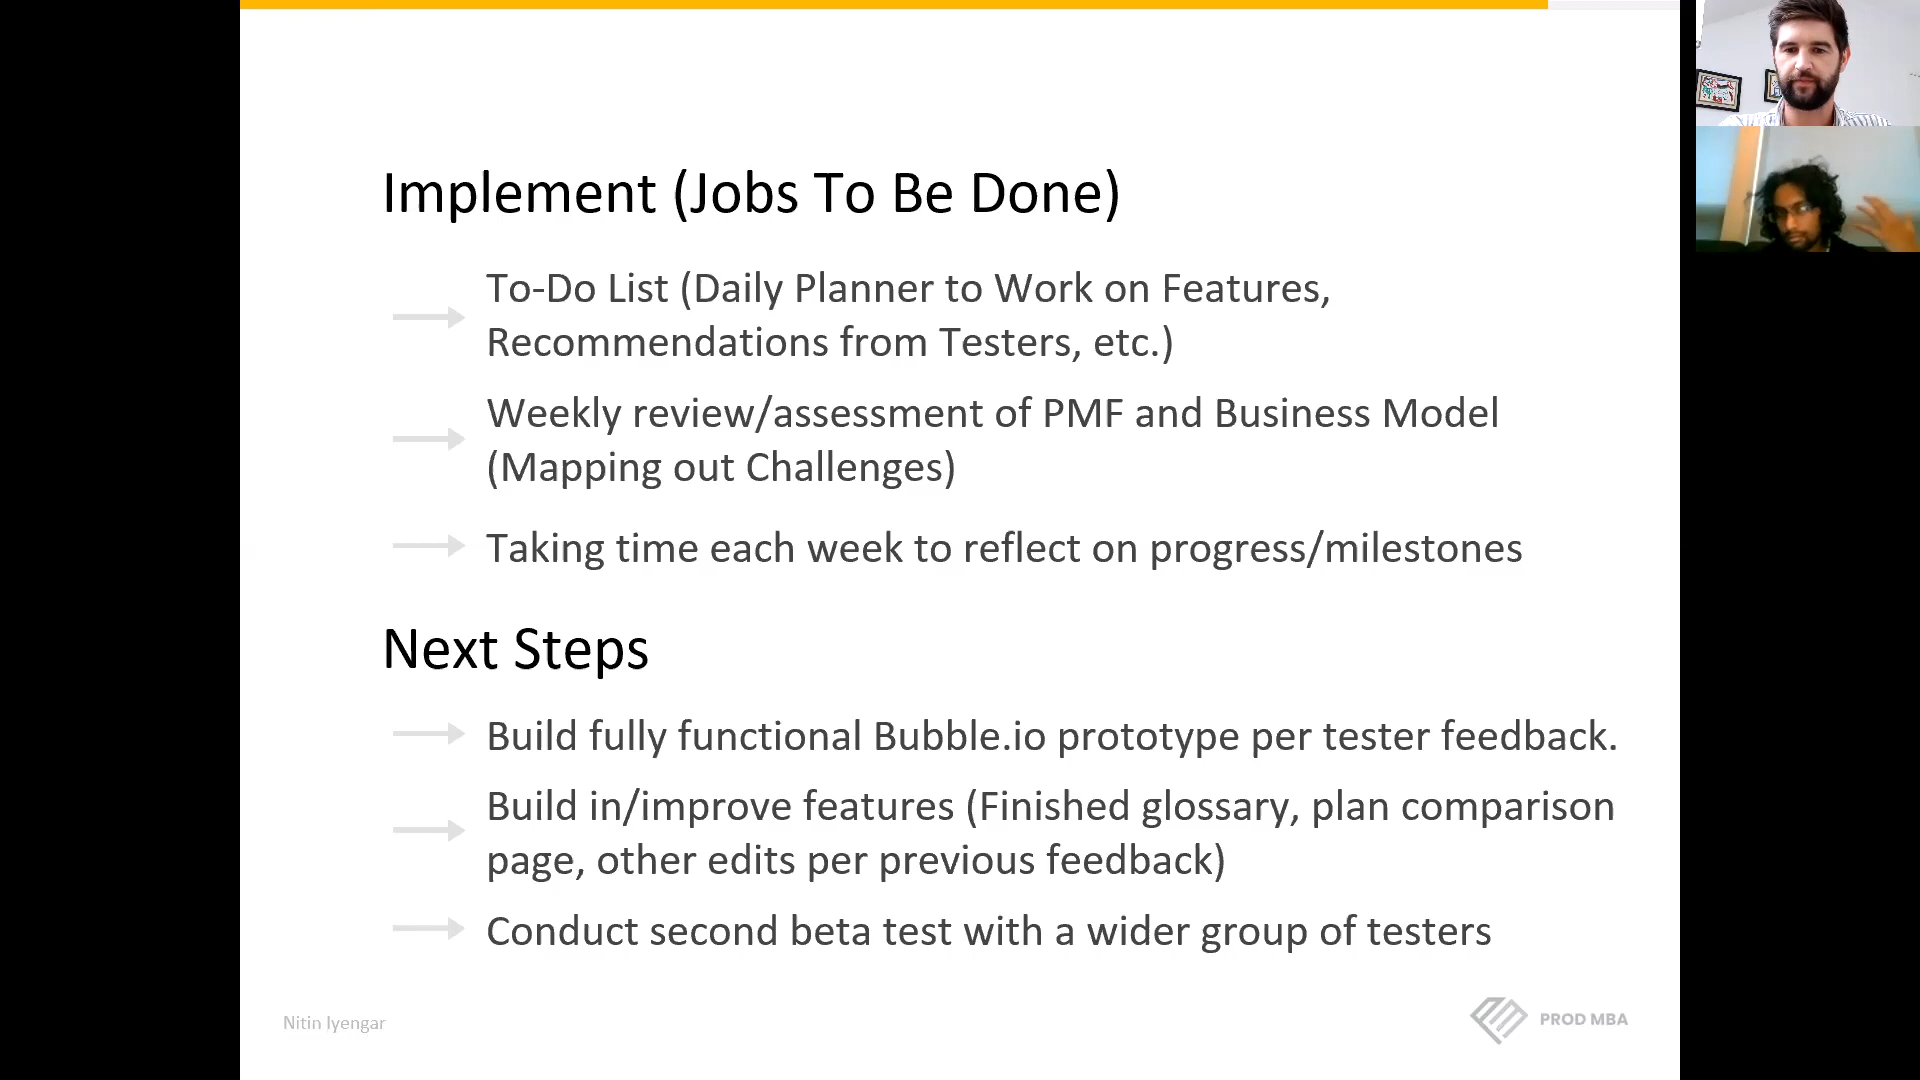 Implement (Jobs To Be Done)
To-Do List (Daily Planner to Work on Features,
Recommendations from Testers, etc.)
Weekly review/assessment of PMF and Business Model
(Mapping out Challenges)
Taking time each week to reflect on progress/milestones
Next Steps
Build fully functional Bubble.io prototype per tester feedback.
Build in/improve features (Finished glossary, plan comparison
page, other edits per previous feedback)
Conduct second beta test with a wider group of testers
Nitin Iyengar
PROD MBA